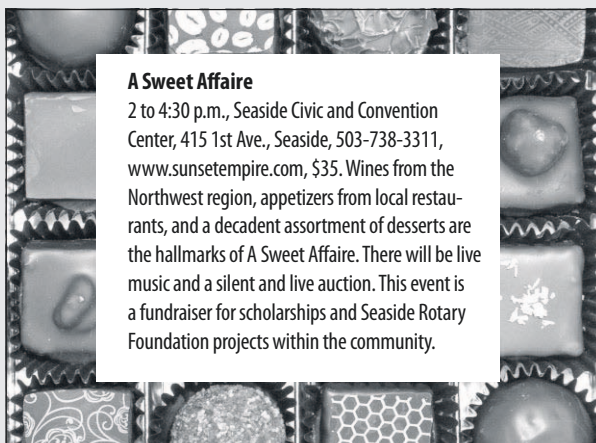 A Sweet Affaire
2 to 4:30 p.m., Seaside Civic and Convention
Center, 415 1st Ave., Seaside, 503-738-3311,
www.sunsetempire.com, $35. Wines from the
Northwest region, appetizers from local restau-
rants, and a decadent assortment of desserts are
the hallmarks of A Sweet Affaire. There will be live
music and a silent and live auction. This event is
a fundraiser for scholarships and Seaside Rotary
Foundation projects within the community.